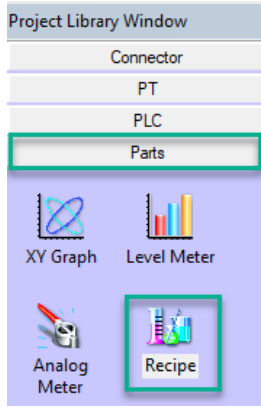 Project Library Window
Connector
PT
PLC
Parts
XY Graph Level Meter
Analog Recipe
Meter